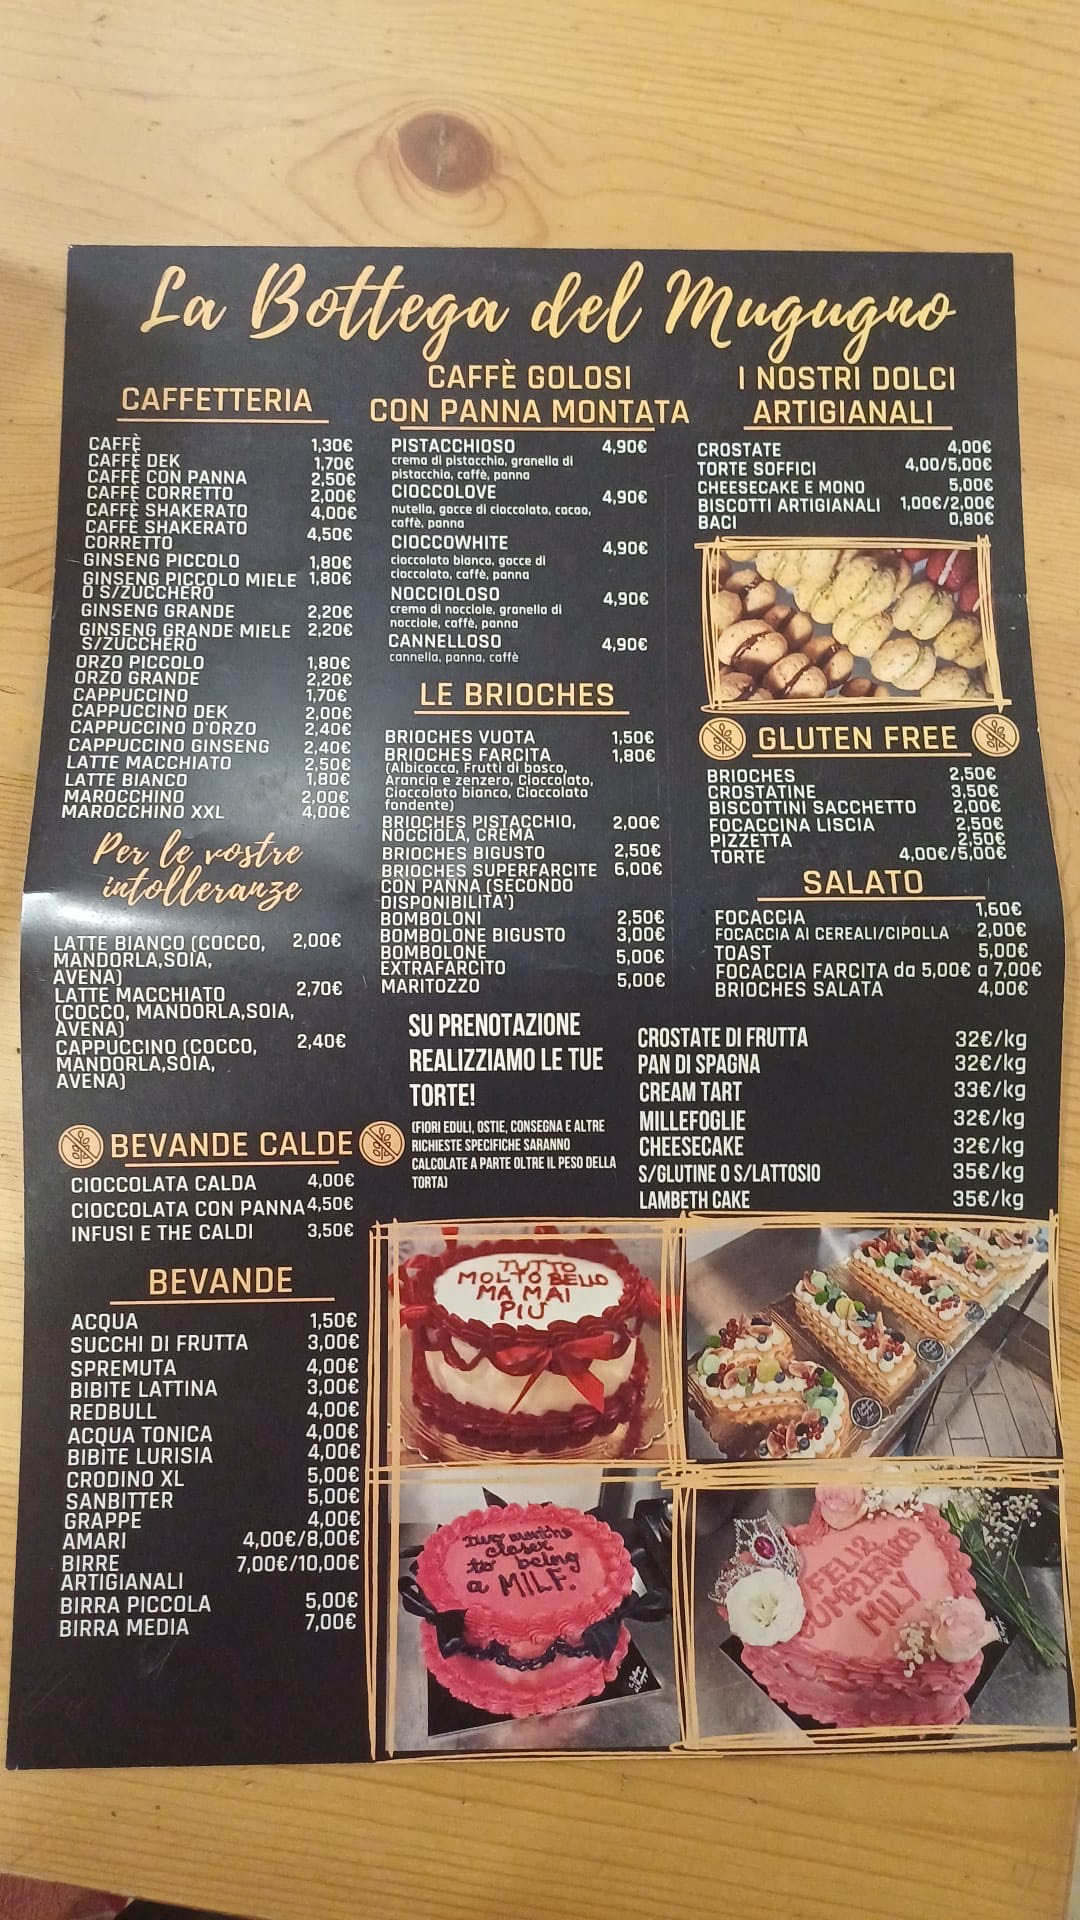 La Bottega del Mugugno
CAFFETTERIA
CAFFÈ 1,30€
CAFFÈ DEK 1,70€
CAFFÈ CON PANNA 2,50€
CAFFÈ CORRETTO 2,00€
CAFFÈ SHAKERATO 4,00€
CAFFÈ SHAKERATO
CORRETTO 4,50€
GINSENG PICCOLO 1,80€
GINSENG PICCOLO MIELE 1,80€
O S/ZUCCHERO
GINSENG GRANDE 2,20€
GINSENG GRANDE MIELE 2,20€
S/ZUCCHERO
ORZO PICCOLO 1,80€
ORZO GRANDE 2,20€
CAPPUCCINO 1,70€
CAPPUCCINO DEK 2,00€
CAPPUCCINO D'ORZO 2,40€
CAPPUCCINO GINSENG 2,40€
LATTE MACCHIATO 2,50€
LATTE BIANCO 1,80€
MAROCCHINO 2,00€
MAROCCHINO XXL 4,00€
Per le vostre
intolleranze
LATTE BIANCO (COCCO, 2,00€
MANDORLA,SOIA,
AVENA)
LATTE MACCHIATO 2,70€
(COCCO, MANDORLA,SOIA,
AVENA)
CAPPUCCINO (COCCO, 2,40€
MANDORLA,SOIA,
AVENA)
BEVANDE CALDE
CIOCCOLATA CALDA 4,00€
CIOCCOLATA CON PANNA 4,50€
INFUSI E THE CALDI 3,50€
BEVANDE
ACQUA 1,50€
SUCCHI DI FRUTTA 3,00€
SPREMUTA 4,00€
BIBITE LATTINA 3,00€
REDBULL 4,00€
ACQUA TONICA 4,00€
BIBITE LURISIA 4,00€
CRODINO XL 5,00€
SANBITTER 5,00€
GRAPPE 4,00€
AMARI 4,00€/8,00€
BIRRE 7,00€/10,00€
ARTIGIANALI
BIRRA PICCOLA 5,00€
BIRRA MEDIA 7,00€
CAFFÈ GOLOSI
CON PANNA MONTATA
PISTACCHIOSO 4,90€
crema di pistacchio, granella di
pistacchio, caffè, panna
CIOCCOLOVE 4,90€
nutella, gocce di cioccolato, cacao,
caffè, panna
CIOCCOWHITE 4,90€
cioccolato bianco, gocce di
cioccolato, caffè, panna
NOCCIOLOSO 4,90€
crema di nocciole, granella di
nocciole, caffè, panna
CANNELLOSO 4,90€
cannella, panna, caffè
LE BRIOCHES
BRIOCHES VUOTA 1,50€
BRIOCHES FARCITA 1,80€
(Albicocca, Frutti di bosco,
Arancia e zenzero, Cioccolato,
Cioccolato bianco, Cioccolato
fondente)
BRIOCHES PISTACCHIO, 2,00€
NOCCIOLA, CREMA
BRIOCHES BIGUSTO 2,50€
BRIOCHES SUPERFARCITE 6,00€
CON PANNA (SECONDO
DISPONIBILITA')
BOMBOLONI 2,50€
BOMBOLONE BIGUSTO 3,00€
BOMBOLONE 5,00€
EXTRAFARCITO
MARITOZZO 5,00€
I NOSTRI DOLCI
ARTIGIANALI
CROSTATE 4,00€
TORTE SOFFICI 4,00/5,00€
CHEESECAKE E MONO 5,00€
BISCOTTI ARTIGIANALI 1,00€/2,00€
BACI 0,80€
GLUTEN FREE
BRIOCHES 2,50€
CROSTATINE 3,50€
BISCOTTINI SACCHETTO 2,00€
FOCACCINA LISCIA 2,50€
PIZZETTA 2,50€
TORTE 4,00€/5,00€
SALATO
FOCACCIA 1,60€
FOCACCIA AI CEREALI/CIPOLLA 2,00€
TOAST 5,00€
FOCACCIA FARCITA da 5,00€ a 7,00€
BRIOCHES SALATA 4,00€
SU PRENOTAZIONE
REALIZZIAMO LE TUE
TORTE!
(FIORI EDULI, OSTIE, CONSEGNA E ALTRE
RICHIESTE SPECIFICHE SARANNO
CALCOLATE A PARTE OLTRE IL PESO DELLA
TORTA)
CROSTATE DI FRUTTA 32€/kg
PAN DI SPAGNA 32€/kg
CREAM TART 33€/kg
MILLEFOGLIE 32€/kg
CHEESECAKE 32€/kg
S/GLUTINE O S/LATTOSIO 35€/kg
LAMBETH CAKE 35€/kg
TUTTO
MOLTO BELLO
MA MAI
PIÙ
Two months
closer
to being
a MILF.
FELIZ
CUMPLEAÑOS
MILY